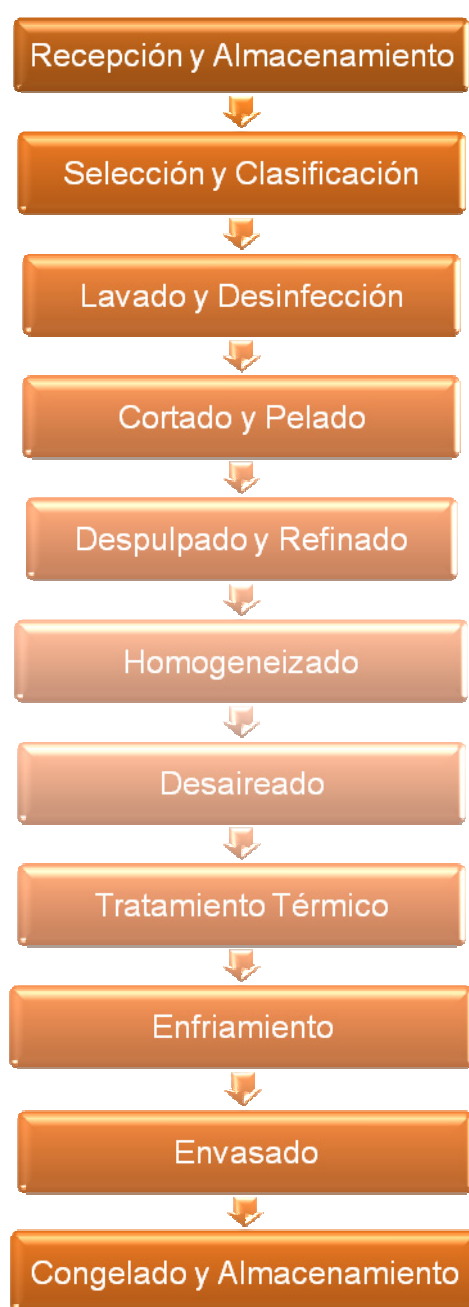 Recepción y Almacenamiento
Selección y Clasificación
Lavado y Desinfección
Cortado y Pelado
Despulpado y Refinado
Homogeneizado
Desaireado
Tratamiento Térmico
Enfriamiento
Envasado
Congelado y Almacenamiento